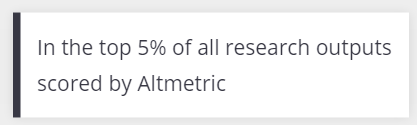 In the top 5% of all research outputs
scored by Altmetric